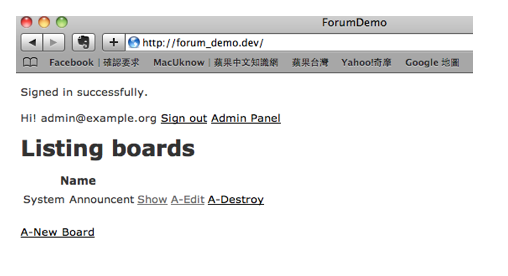 ForumDemo
http://forum_demo.dev/
Facebook | 確認要求 MacUknow | 蘋果中文知識網 蘋果台灣 Yahoo!奇摩 Google 地圖
Signed in successfully.
Hi! admin@example.org Sign out Admin Panel
Listing boards
Name
System Announcent Show A-Edit A-Destroy
A-New Board